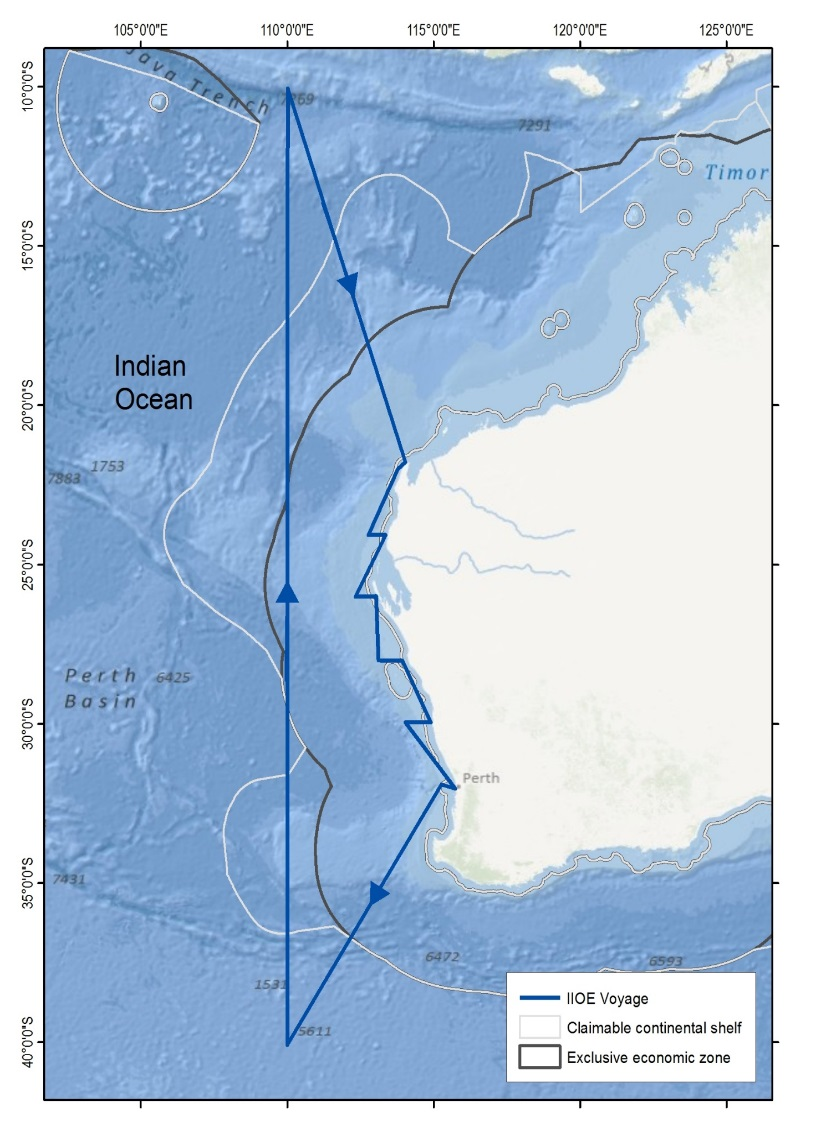 105°0'0"E 110°0'0"E 115°0'0"E 120°0'0"E 125°0'0"E
10°0'0"S
15°0'0"S
20°0'0"S
25°0'0"S
30°0'0"S
35°0'0"S
40°0'0"S
Java Trench
7291
Timor
Indian
Ocean
1753
7883
Perth
Basin
6425
Perth
7431
6472
6593
5611
IIOE Voyage
Claimable continental shelf
Exclusive economic zone